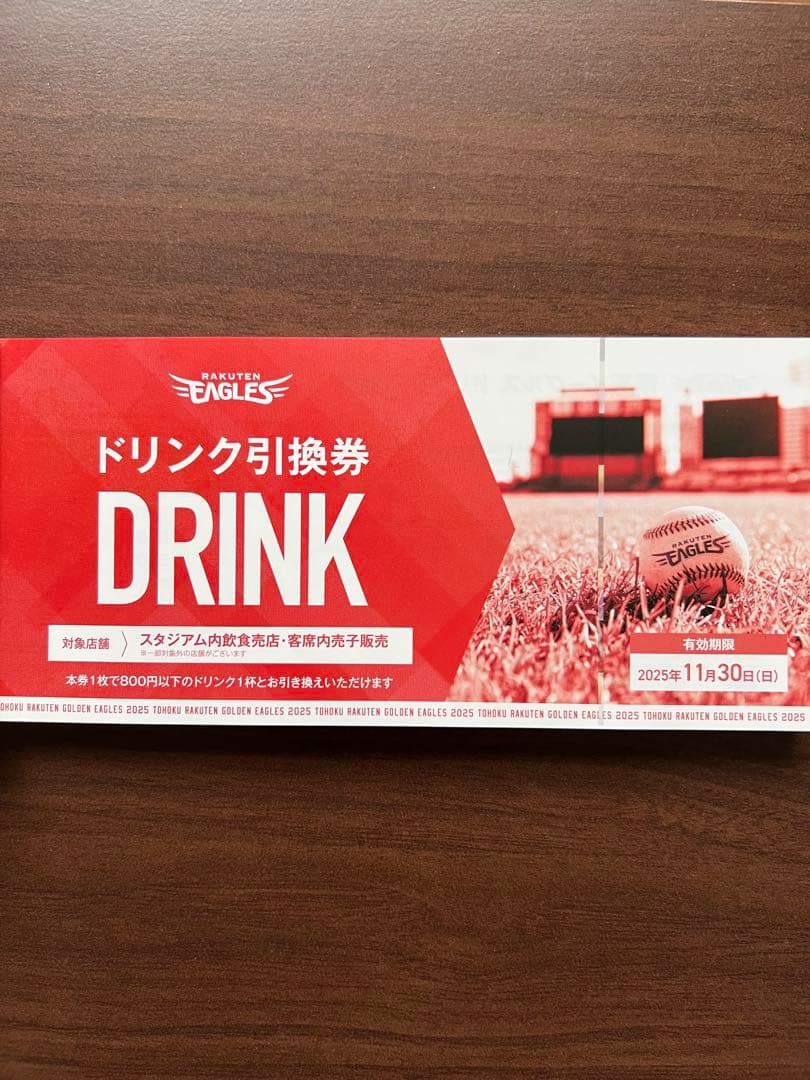 RAKUTEN
EAGLES
ドリンク引換券
DRINK
対象店舗
スタジアム内飲食売店・客席内売子販売
※一部対象外の店舗がございます
本券1枚で800円以下のドリンク1杯とお引き換えいただけます
RAKUTEN
EAGLES
有効期限
2025年11月30日(日)
OHOKU RAKUTEN GOLDEN EAGLES 2025 TOHOKU RAKUTEN GOLDEN EAGLES 2025 TOHOKU RAKUTEN GOLDEN EAGLES 2025 TOHOKU RAKUTEN GOLDEN EAGLES 2025 TOHOKU RAKUTEN GOLDEN EAGLES 2025